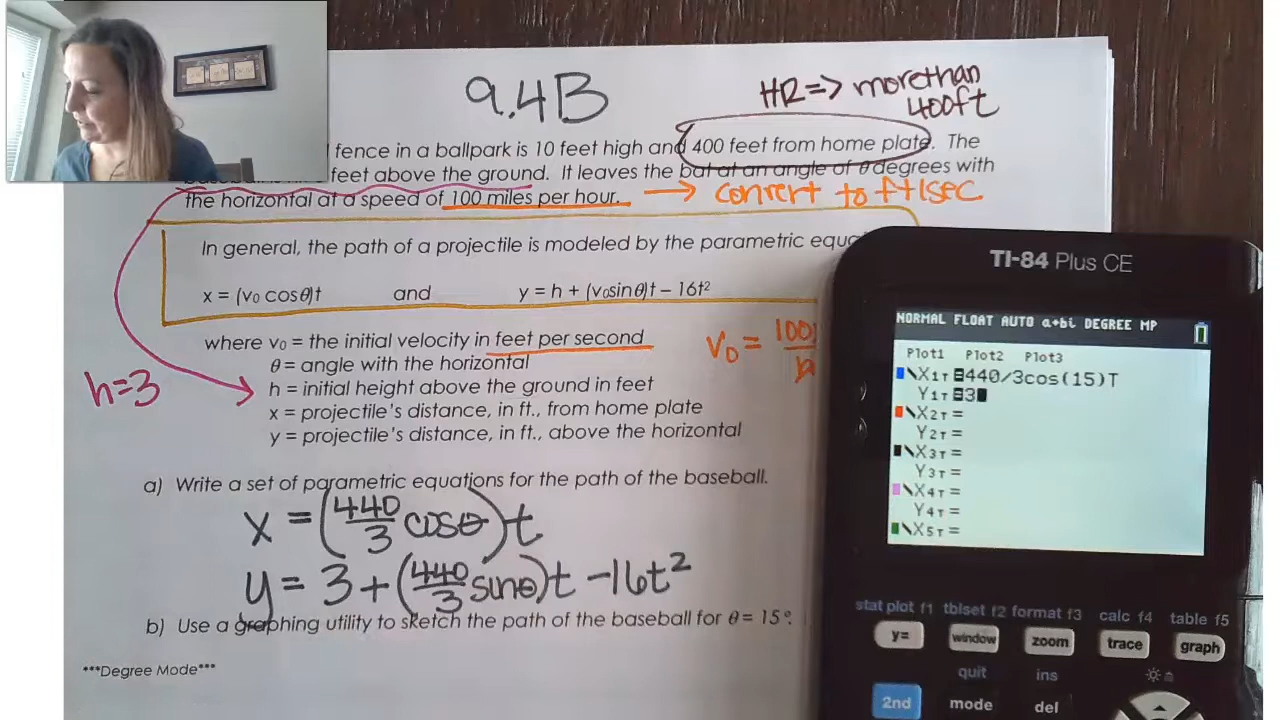 9.4B
HR => more than
400ft
fence in a ballpark is 10 feet high and 400 feet from home plate. The
feet above the ground. It leaves the bat at an angle of θ degrees with
the horizontal at a speed of 100 miles per hour. → convert to ft/sec
In general, the path of a projectile is modeled by the parametric
x = (v₀ cosθ)t and y = h + (v₀sinθ)t – 16t²
where v₀ = the initial velocity in feet per second
θ = angle with the horizontal
h = initial height above the ground in feet
x = projectile's distance, in ft., from home plate
y = projectile's distance, in ft., above the horizontal
V₀ = 100
h=3
a) Write a set of parametric equations for the path of the baseball.
x = (440/3 cosθ)t
y = 3 + (440/3 sinθ)t - 16t²
b) Use a graphing utility to sketch the path of the baseball for θ = 15°.
***Degree Mode***
TI-84 Plus CE
NORMAL FLOAT AUTO a+bi DEGREE MP
Plot1 Plot2 Plot3
X1T=440/3cos(15)T
Y1T=3
X2T=
Y2T=
X3T=
Y3T=
X4T=
Y4T=
X5T=
stat plot f1 tblset f2 format f3 calc f4 table f5
y= window zoom trace graph
quit ins
2nd mode del